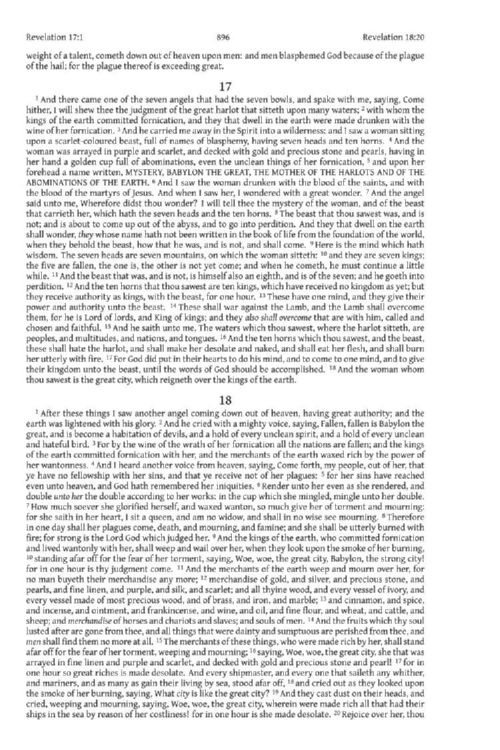 Revelation 17:1 896 Revelation 18:20
weight of a talent, cometh down out of heaven upon men: and men blasphemed God because of the plague
of the hail; for the plague thereof is exceeding great.
17
1 And there came one of the seven angels that had the seven bowls, and spake with me, saying, Come
hither, I will shew thee the judgment of the great harlot that sitteth upon many waters; 2 with whom the
kings of the earth committed fornication, and they that dwell in the earth were made drunken with the
wine of her fornication. 3 And he carried me away in the Spirit into a wilderness: and I saw a woman sitting
upon a scarlet-coloured beast, full of names of blasphemy, having seven heads and ten horns. 4 And the
woman was arrayed in purple and scarlet, and decked with gold and precious stone and pearls, having in
her hand a golden cup full of abominations, even the unclean things of her fornication, 5 and upon her
forehead a name written, MYSTERY, BABYLON THE GREAT, THE MOTHER OF THE HARLOTS AND OF THE
ABOMINATIONS OF THE EARTH. 6 And I saw the woman drunken with the blood of the saints, and with
the blood of the martyrs of Jesus. And when I saw her, I wondered with a great wonder. 7 And the angel
said unto me, Wherefore didst thou wonder? I will tell thee the mystery of the woman, and of the beast
that carrieth her, which hath the seven heads and the ten horns. 8 The beast that thou sawest was, and is
not; and is about to come up out of the abyss, and to go into perdition. And they that dwell on the earth
shall wonder, they whose name hath not been written in the book of life from the foundation of the world,
when they behold the beast, how that he was, and is not, and shall come. 9 Here is the mind which hath
wisdom. The seven heads are seven mountains, on which the woman sitteth: 10 and they are seven kings;
the five are fallen, the one is, the other is not yet come; and when he cometh, he must continue a little
while. 11 And the beast that was, and is not, is himself also an eighth, and is of the seven; and he goeth into
perdition. 12 And the ten horns that thou sawest are ten kings, which have received no kingdom as yet; but
they receive authority as kings, with the beast, for one hour. 13 These have one mind, and they give their
power and authority unto the beast. 14 These shall war against the Lamb, and the Lamb shall overcome
them, for he is Lord of lords, and King of kings; and they also shall overcome that are with him, called and
chosen and faithful. 15 And he saith unto me, The waters which thou sawest, where the harlot sitteth, are
peoples, and multitudes, and nations, and tongues. 16 And the ten horns which thou sawest, and the beast,
these shall hate the harlot, and shall make her desolate and naked, and shall eat her flesh, and shall burn
her utterly with fire. 17 For God did put in their hearts to do his mind, and to come to one mind, and to give
their kingdom unto the beast, until the words of God should be accomplished. 18 And the woman whom
thou sawest is the great city, which reigneth over the kings of the earth.
18
1 After these things I saw another angel coming down out of heaven, having great authority; and the
earth was lightened with his glory. 2 And he cried with a mighty voice, saying, Fallen, fallen is Babylon the
great, and is become a habitation of devils, and a hold of every unclean spirit, and a hold of every unclean
and hateful bird. 3 For by the wine of the wrath of her fornication all the nations are fallen; and the kings
of the earth committed fornication with her, and the merchants of the earth waxed rich by the power of
her wantonness. 4 And I heard another voice from heaven, saying, Come forth, my people, out of her, that
ye have no fellowship with her sins, and that ye receive not of her plagues: 5 for her sins have reached
even unto heaven, and God hath remembered her iniquities. 6 Render unto her even as she rendered, and
double unto her the double according to her works: in the cup which she mingled, mingle unto her double.
7 How much soever she glorified herself, and waxed wanton, so much give her of torment and mourning:
for she saith in her heart, I sit a queen, and am no widow, and shall in no wise see mourning. 8 Therefore
in one day shall her plagues come, death, and mourning, and famine; and she shall be utterly burned with
fire; for strong is the Lord God which judged her. 9 And the kings of the earth, who committed fornication
and lived wantonly with her, shall weep and wail over her, when they look upon the smoke of her burning,
10 standing afar off for the fear of her torment, saying, Woe, woe, the great city, Babylon, the strong city!
for in one hour is thy judgment come. 11 And the merchants of the earth weep and mourn over her, for
no man buyeth their merchandise any more; 12 merchandise of gold, and silver, and precious stone, and
pearls, and fine linen, and purple, and silk, and scarlet; and all thyine wood, and every vessel of ivory, and
every vessel made of most precious wood, and of brass, and iron, and marble; 13 and cinnamon, and spice,
and incense, and ointment, and frankincense, and wine, and oil, and fine flour, and wheat, and cattle, and
sheep; and merchandise of horses and chariots and slaves; and souls of men. 14 And the fruits which thy soul
lusted after are gone from thee, and all things that were dainty and sumptuous are perished from thee, and
men shall find them no more at all. 15 The merchants of these things, who were made rich by her, shall stand
afar off for the fear of her torment, weeping and mourning; 16 saying, Woe, woe, the great city, she that was
arrayed in fine linen and purple and scarlet, and decked with gold and precious stone and pearl! 17 for in
one hour so great riches is made desolate. And every shipmaster, and every one that saileth any whither,
and mariners, and as many as gain their living by sea, stood afar off, 18 and cried out as they looked upon
the smoke of her burning, saying, What city is like the great city? 19 And they cast dust on their heads, and
cried, weeping and mourning, saying, Woe, woe, the great city, wherein were made rich all that had their
ships in the sea by reason of her costliness! for in one hour is she made desolate. 20 Rejoice over her, thou